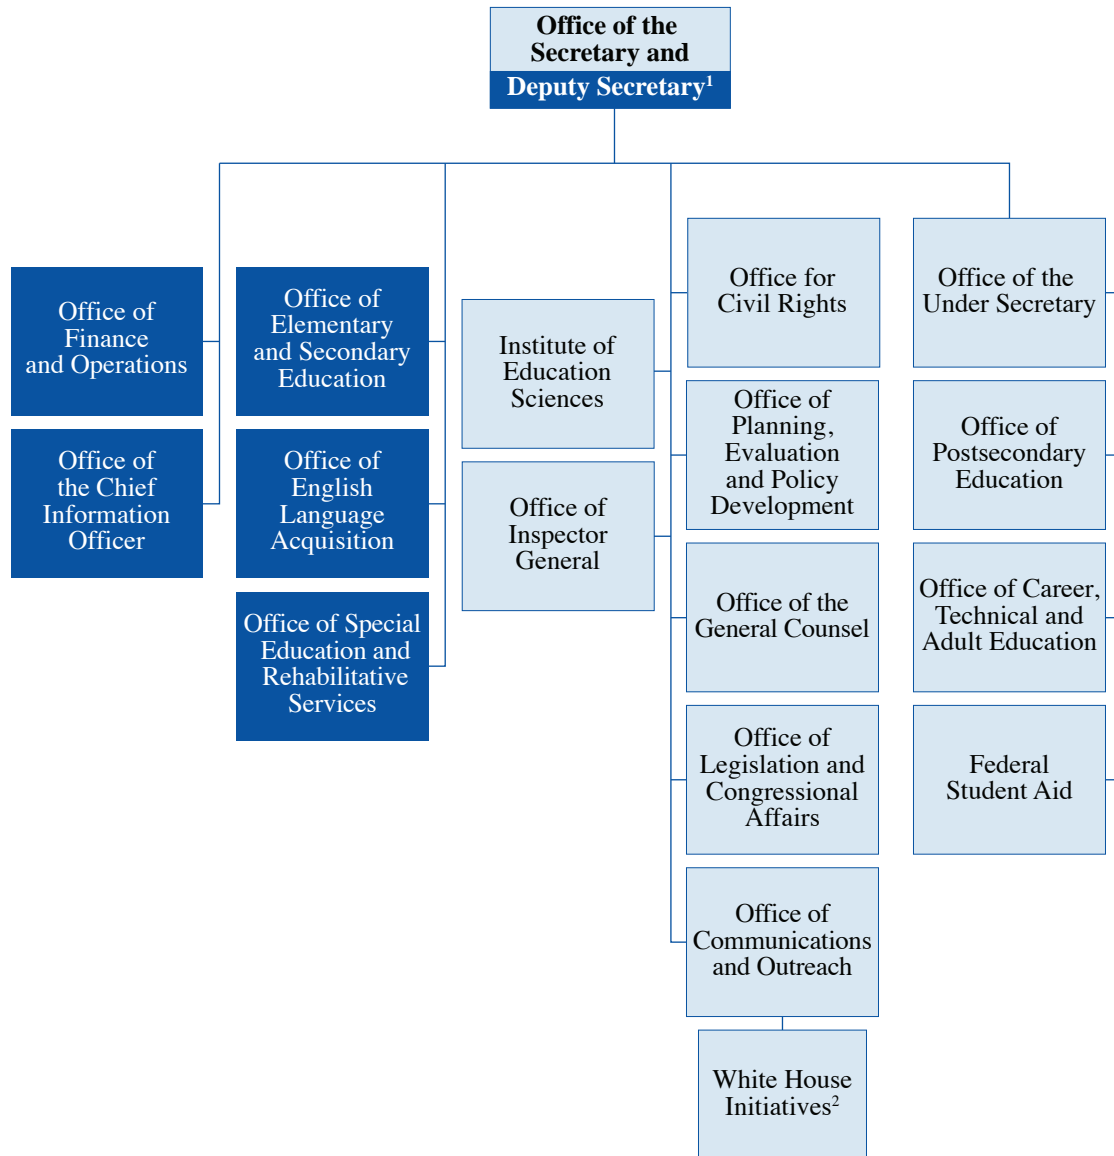 Office of the
Secretary and
Deputy Secretary¹
Office of
Finance
and Operations
Office of
the Chief
Information
Officer
Office of
Elementary
and Secondary
Education
Office of
English
Language
Acquisition
Office of Special
Education and
Rehabilitative
Services
Institute of
Education
Sciences
Office of
Inspector
General
Office for
Civil Rights
Office of
Planning,
Evaluation
and Policy
Development
Office of the
General Counsel
Office of
Legislation and
Congressional
Affairs
Office of
Communications
and Outreach
White House
Initiatives²
Office of the
Under Secretary
Office of
Postsecondary
Education
Office of Career,
Technical and
Adult Education
Federal
Student Aid